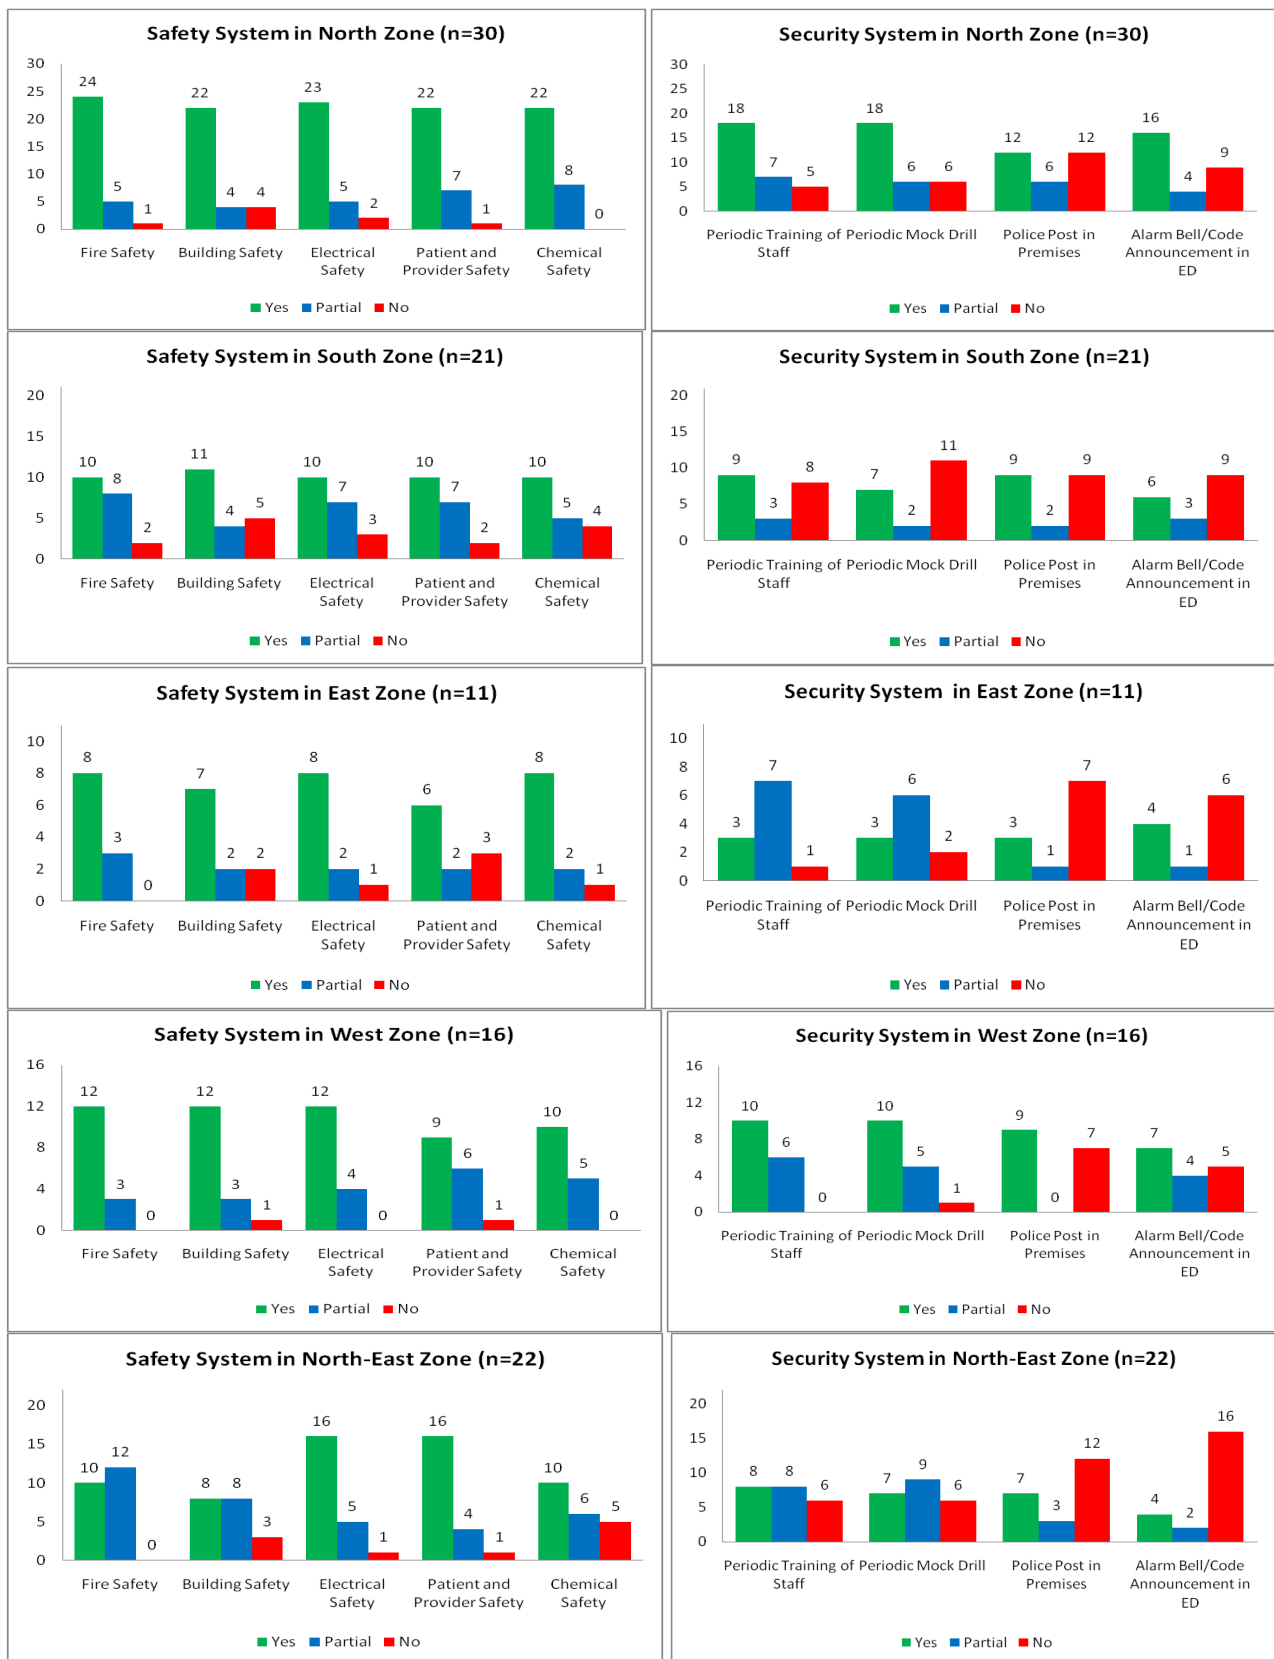 Safety System in North Zone (n=30)
30
25
20
15
10
5
0
24 5 1 22 4 4 23 5 2 22 7 1 22 8 0
Fire Safety Building Safety Electrical Patient and Chemical
Safety Provider Safety Safety
Yes Partial No
Security System in North Zone (n=30)
30
25
20
15
10
5
0
18 7 5 18 6 6 12 6 12 16 4 9
Periodic Training of Periodic Mock Drill Police Post in Alarm Bell/Code
Staff Premises Announcement in
ED
Yes Partial No
Safety System in South Zone (n=21)
20
15
10
5
0
10 8 2 11 4 5 10 7 3 10 7 2 10 5 4
Fire Safety Building Safety Electrical Patient and Chemical
Safety Provider Safety Safety
Yes Partial No
Security System in South Zone (n=21)
20
15
10
5
0
9 3 8 7 2 11 9 2 9 6 3 9
Periodic Training of Periodic Mock Drill Police Post in Alarm Bell/Code
Staff Premises Announcement in
ED
Yes Partial No
Safety System in East Zone (n=11)
10
8
6
4
2
0
8 3 0 7 2 2 8 2 1 6 2 3 8 2 1
Fire Safety Building Safety Electrical Patient and Chemical
Safety Provider Safety Safety
Yes Partial No
Security System in East Zone (n=11)
10
8
6
4
2
0
3 7 1 3 6 2 3 1 7 4 1 6
Periodic Training of Periodic Mock Drill Police Post in Alarm Bell/Code
Staff Premises Announcement in
ED
Yes Partial No
Safety System in West Zone (n=16)
16
12
8
4
0
12 3 0 12 3 1 12 4 0 9 6 1 10 5 0
Fire Safety Building Safety Electrical Patient and Chemical
Safety Provider Safety Safety
Yes Partial No
Security System in West Zone (n=16)
16
12
8
4
0
10 6 0 10 5 1 9 0 7 7 4 5
Periodic Training of Periodic Mock Drill Police Post in Alarm Bell/Code
Staff Premises Announcement in
ED
Yes Partial No
Safety System in North-East Zone (n=22)
20
15
10
5
0
10 12 0 8 8 3 16 5 1 16 4 1 10 6 5
Fire Safety Building Safety Electrical Patient and Chemical
Safety Provider Safety Safety
Yes Partial No
Security System in North-East Zone (n=22)
20
15
10
5
0
8 8 6 7 9 6 7 3 12 4 2 16
Periodic Training of Periodic Mock Drill Police Post in Alarm Bell/Code
Staff Premises Announcement in
ED
Yes Partial No